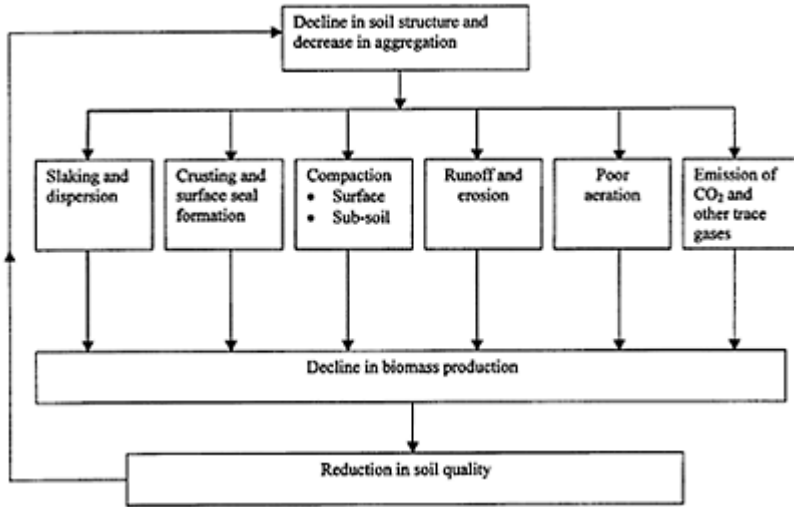 Decline in soil structure and
decrease in aggregation
Slaking and
dispersion
Crusting and
surface seal
formation
Compaction
• Surface
• Sub-soil
Runoff and
erosion
Poor
aeration
Emission of
CO₂ and
other trace
gases
Decline in biomass production
Reduction in soil quality